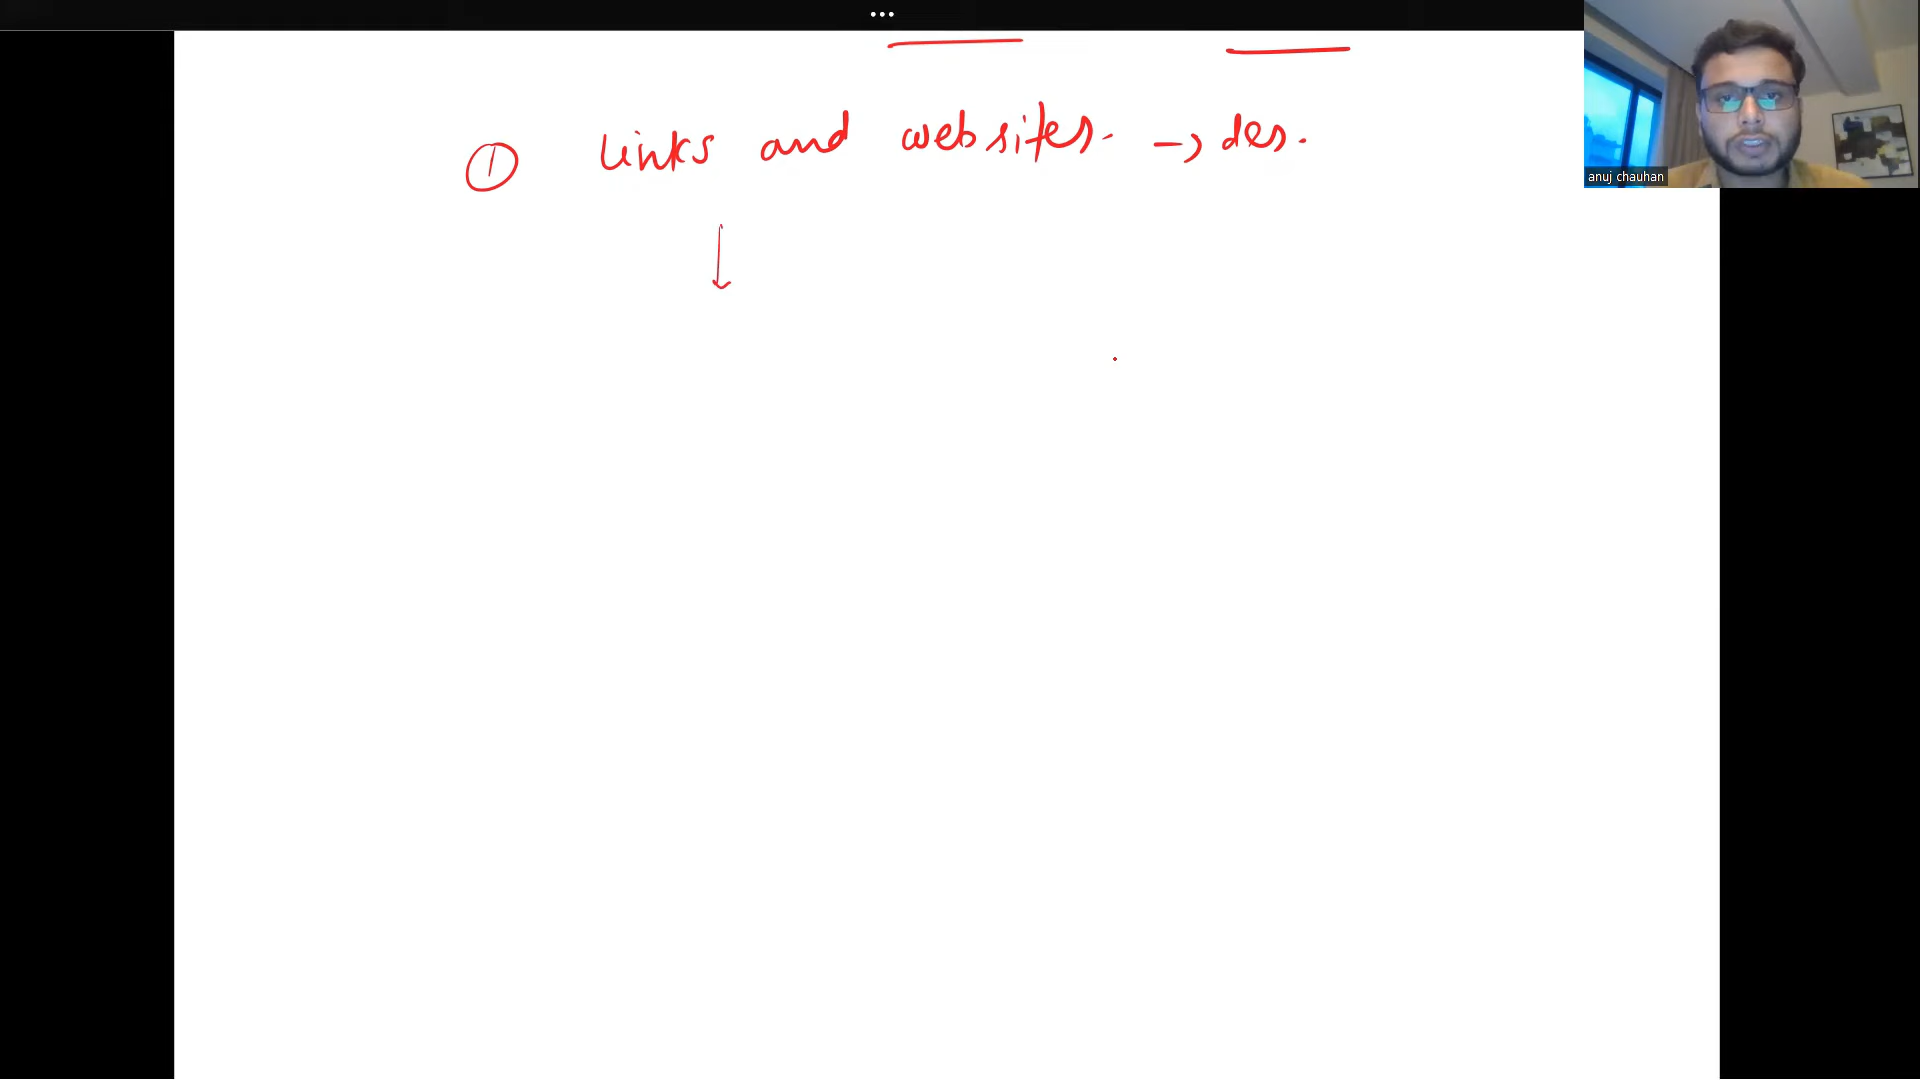 ① links and websites. → des.
anuj chauhan